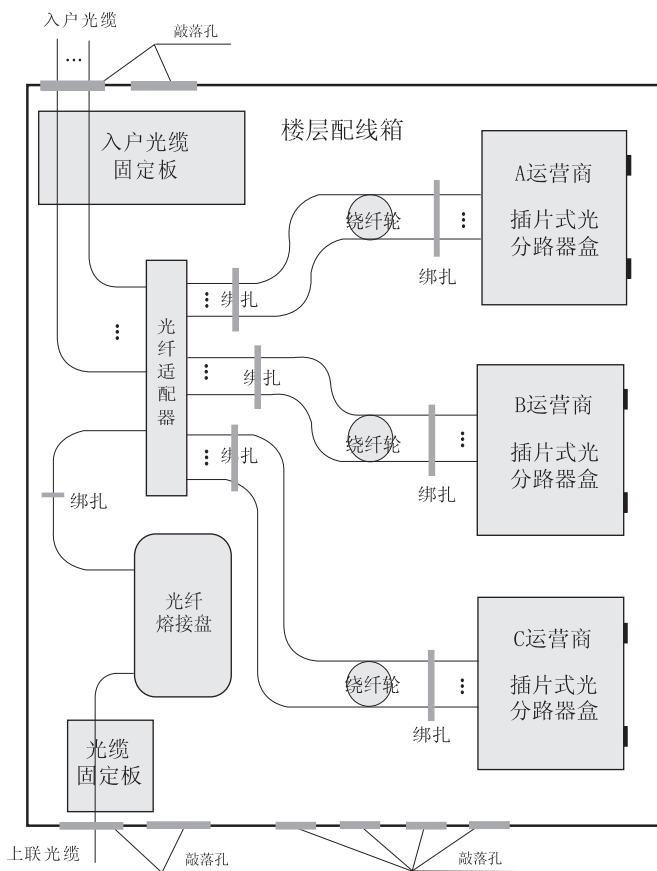 入户光缆
敲落孔
入户光缆
固定板
楼层配线箱
A运营商
插片式光
分路器盒
绕纤轮
绑扎
绑扎
光纤适配器
绑扎
B运营商
插片式光
分路器盒
绕纤轮
绑扎
绑扎
绑扎
光纤
熔接盘
C运营商
插片式光
分路器盒
绕纤轮
绑扎
光缆
固定板
上联光缆
敲落孔
敲落孔